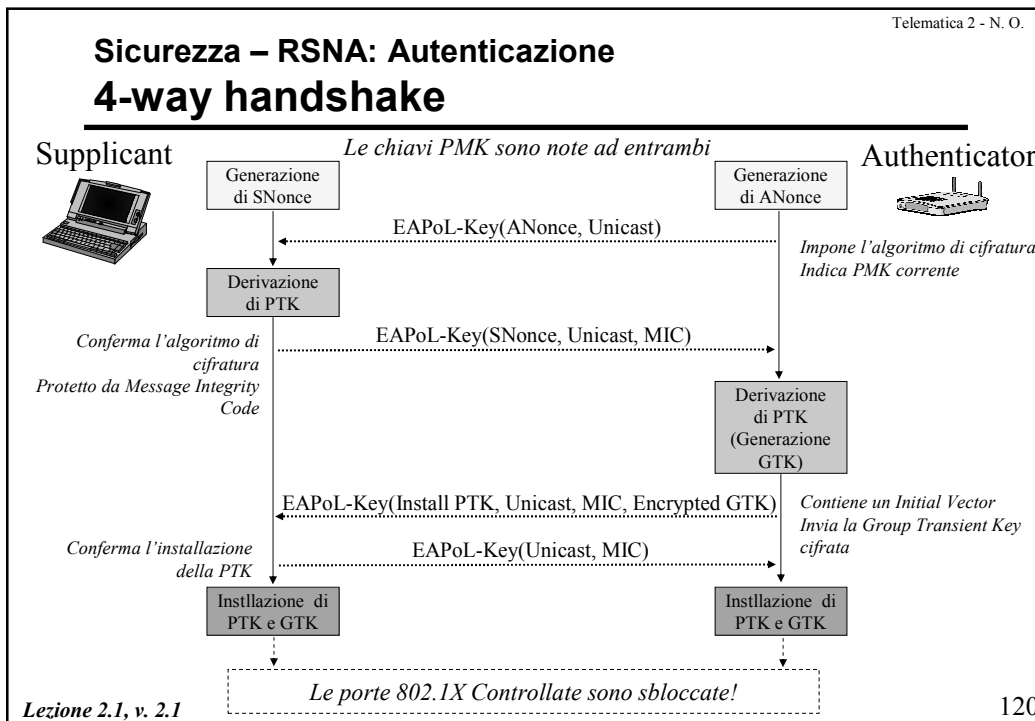 Telematica 2 - N. O.
Sicurezza – RSNA: Autenticazione
4-way handshake
Supplicant
Le chiavi PMK sono note ad entrambi
Authenticator
Generazione
di SNonce
Generazione
di ANonce
EAPoL-Key(ANonce, Unicast)
Impone l'algoritmo di cifratura
Indica PMK corrente
Derivazione
di PTK
Conferma l'algoritmo di
cifratura
Protetto da Message Integrity
Code
EAPoL-Key(SNonce, Unicast, MIC)
Derivazione
di PTK
(Generazione
GTK)
EAPoL-Key(Install PTK, Unicast, MIC, Encrypted GTK)
Contiene un Initial Vector
Invia la Group Transient Key
cifrata
Conferma l'installazione
della PTK
EAPoL-Key(Unicast, MIC)
Instllazione di
PTK e GTK
Instllazione di
PTK e GTK
Le porte 802.1X Controllate sono sbloccate!
Lezione 2.1, v. 2.1
120